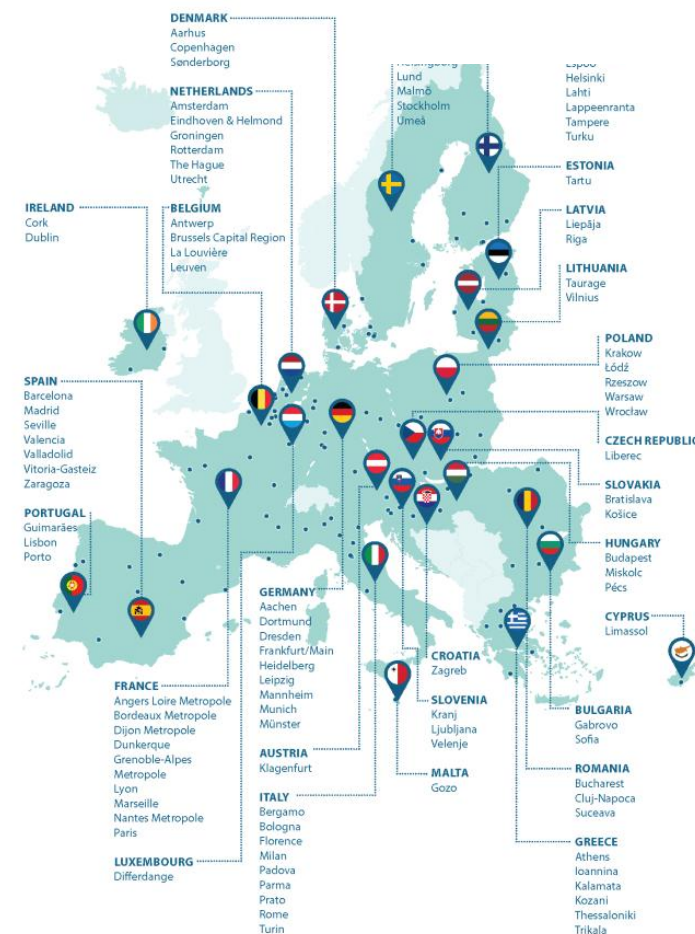 DENMARK
Aarhus
Copenhagen
Sønderborg
NETHERLANDS
Amsterdam
Eindhoven & Helmond
Groningen
Rotterdam
The Hague
Utrecht
Helsingborg
Lund
Malmö
Stockholm
Umeå
Espoo
Helsinki
Lahti
Lappeenranta
Tampere
Turku
ESTONIA
Tartu
IRELAND
Cork
Dublin
BELGIUM
Antwerp
Brussels Capital Region
La Louvière
Leuven
LATVIA
Liepāja
Riga
LITHUANIA
Taurage
Vilnius
POLAND
Krakow
Łódź
Rzeszow
Warsaw
Wrocław
SPAIN
Barcelona
Madrid
Seville
Valencia
Valladolid
Vitoria-Gasteiz
Zaragoza
CZECH REPUBLIC
Liberec
SLOVAKIA
Bratislava
Košice
PORTUGAL
Guimarães
Lisbon
Porto
HUNGARY
Budapest
Miskolc
Pécs
GERMANY
Aachen
Dortmund
Dresden
Frankfurt/Main
Heidelberg
Leipzig
Mannheim
Munich
Münster
CYPRUS
Limassol
CROATIA
Zagreb
FRANCE
Angers Loire Metropole
Bordeaux Metropole
Dijon Metropole
Dunkerque
Grenoble-Alpes
Metropole
Lyon
Marseille
Nantes Metropole
Paris
SLOVENIA
Kranj
Ljubljana
Velenje
BULGARIA
Gabrovo
Sofia
AUSTRIA
Klagenfurt
MALTA
Gozo
ROMANIA
Bucharest
Cluj-Napoca
Suceava
ITALY
Bergamo
Bologna
Florence
Milan
Padova
Parma
Prato
Rome
Turin
GREECE
Athens
Ioannina
Kalamata
Kozani
Thessaloniki
Trikala
LUXEMBOURG
Differdange